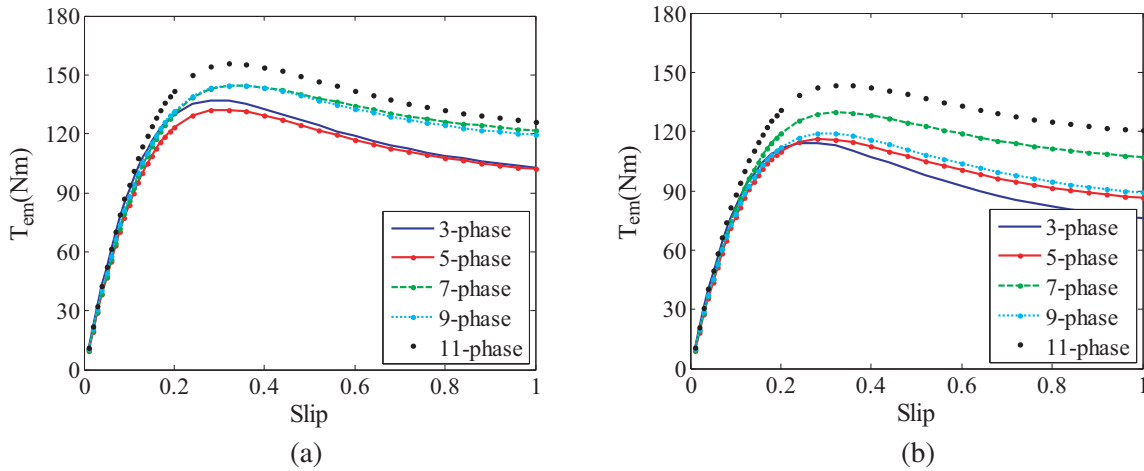 180
150
120
90
60
30
0
T_em(Nm)
0 0.2 0.4 0.6 0.8 1
Slip
3-phase
5-phase
7-phase
9-phase
11-phase
(a)
180
150
120
90
60
30
0
T_em(Nm)
0 0.2 0.4 0.6 0.8 1
Slip
3-phase
5-phase
7-phase
9-phase
11-phase
(b)